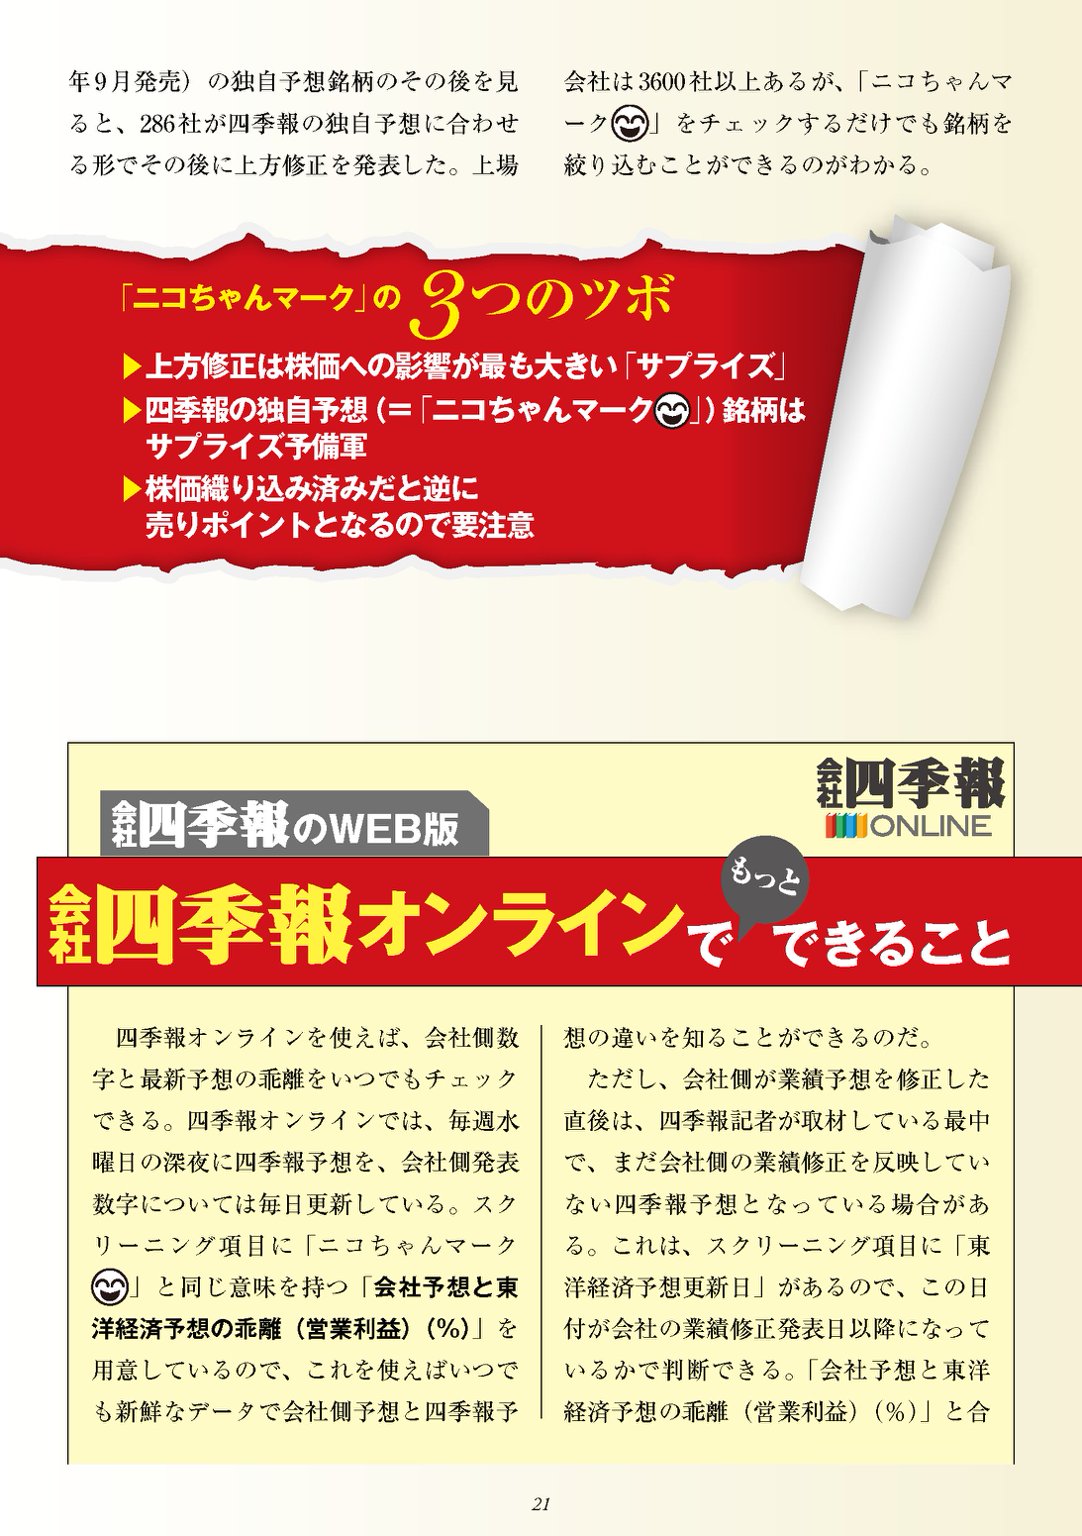 年9月発売）の独自予想銘柄のその後を見
ると、286社が四季報の独自予想に合わせ
る形でその後に上方修正を発表した。上場
会社は3600社以上あるが、「ニコちゃんマ
ーク」をチェックするだけでも銘柄を
絞り込むことができるのがわかる。
「ニコちゃんマーク」の3つのツボ
▶上方修正は株価への影響が最も大きい「サプライズ」
▶四季報の独自予想（＝「ニコちゃんマーク」）銘柄は
サプライズ予備軍
▶株価織り込み済みだと逆に
売りポイントとなるので要注意
会社四季報
ONLINE
会社四季報のWEB版
会社四季報オンラインでもっとできること
四季報オンラインを使えば、会社側数
字と最新予想の乖離をいつでもチェック
できる。四季報オンラインでは、毎週水
曜日の深夜に四季報予想を、会社側発表
数字については毎日更新している。スク
リーニング項目に「ニコちゃんマーク
」と同じ意味を持つ「会社予想と東
洋経済予想の乖離（営業利益）（％）」を
用意しているので、これを使えばいつで
も新鮮なデータで会社側予想と四季報予
想の違いを知ることができるのだ。
ただし、会社側が業績予想を修正した
直後は、四季報記者が取材している最中
で、まだ会社側の業績修正を反映してい
ない四季報予想となっている場合があ
る。これは、スクリーニング項目に「東
洋経済予想更新日」があるので、この日
付が会社の業績修正発表日以降になって
いるかで判断できる。「会社予想と東洋
経済予想の乖離（営業利益）（％）」と合
21